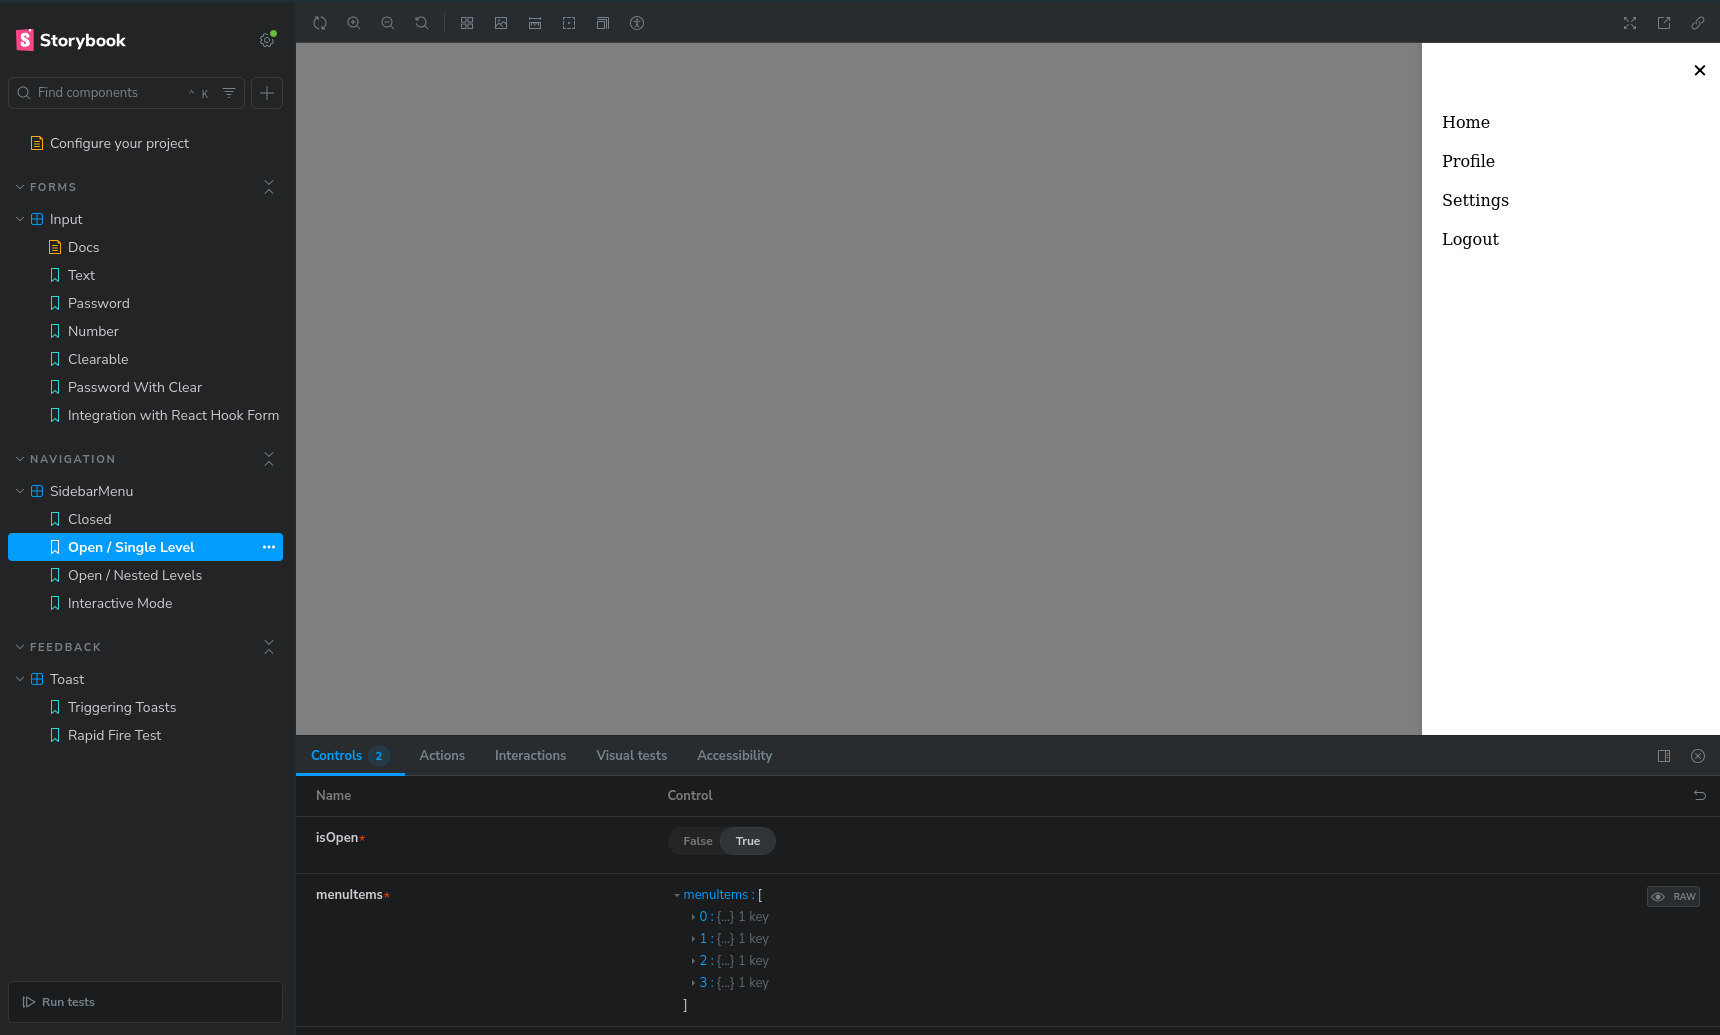 Storybook
Find components
^ K
Configure your project
FORMS
Input
Docs
Text
Password
Number
Clearable
Password With Clear
Integration with React Hook Form
NAVIGATION
SidebarMenu
Closed
Open / Single Level
Open / Nested Levels
Interactive Mode
FEEDBACK
Toast
Triggering Toasts
Rapid Fire Test
Run tests
Home
Profile
Settings
Logout
Controls 2 Actions Interactions Visual tests Accessibility
Name Control
isOpen* False True
menuItems* menuItems : [
RAW
0 : {...} 1 key
1 : {...} 1 key
2 : {...} 1 key
3 : {...} 1 key
]